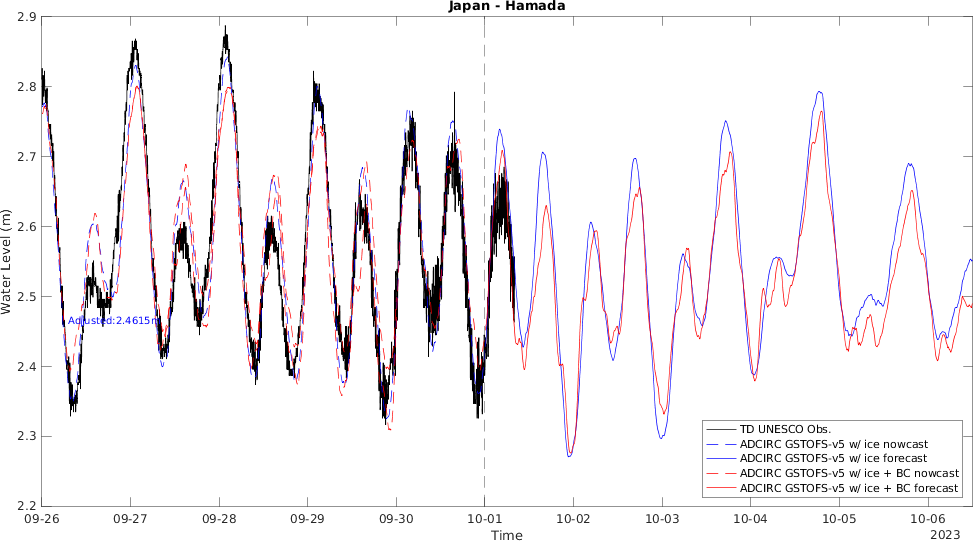 Japan - Hamada
2.9
2.8
2.7
2.6
2.5
2.4
2.3
2.2
Water Level (m)
Adjusted:2.4615m
TD UNESCO Obs.
ADCIRC GSTOFS-v5 w/ ice nowcast
ADCIRC GSTOFS-v5 w/ ice forecast
ADCIRC GSTOFS-v5 w/ ice + BC nowcast
ADCIRC GSTOFS-v5 w/ ice + BC forecast
09-26 09-27 09-28 09-29 09-30 10-01 10-02 10-03 10-04 10-05 10-06
Time
2023